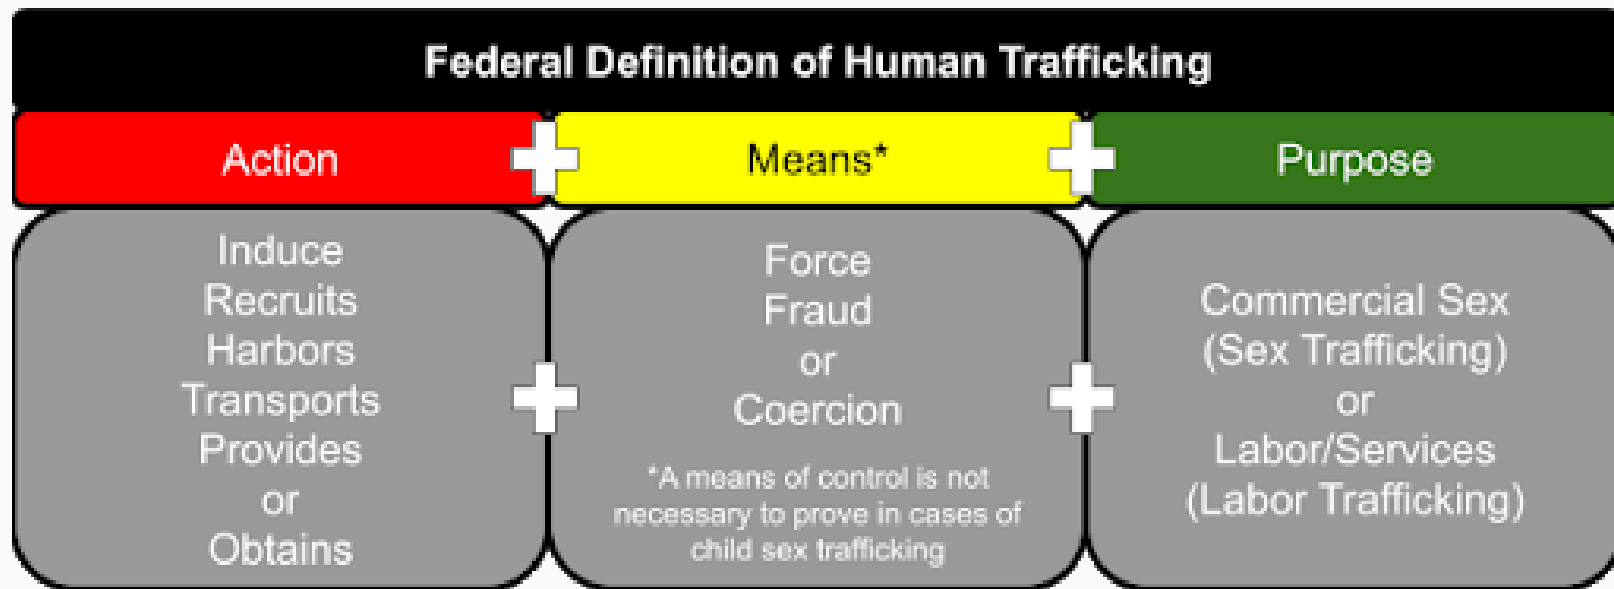 Federal Definition of Human Trafficking
Action
Means*
Purpose
Induce
Recruits
Harbors
Transports
Provides
or
Obtains
Force
Fraud
or
Coercion
*A means of control is not
necessary to prove in cases of
child sex trafficking
Commercial Sex
(Sex Trafficking)
or
Labor/Services
(Labor Trafficking)